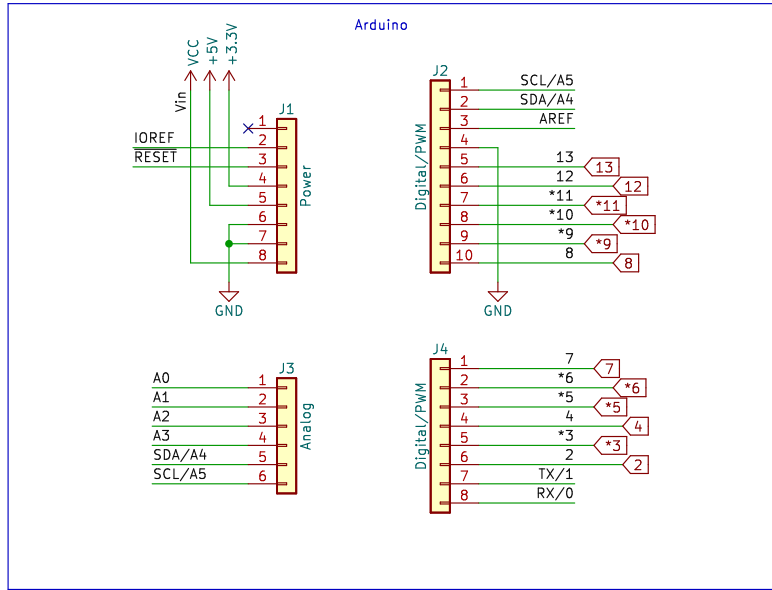 Arduino
VCC
+5V
+3.3V
Vin
J1
1
IOREF 2
RESET 3
4
5
6
7
8
Power
GND
J2
1 SCL/A5
2 SDA/A4
3 AREF
4
5 13 13
6 12 12
7 *11 *11
8 *10 *10
9 *9 *9
10 8 8
Digital/PWM
GND
J3
A0 1
A1 2
A2 3
A3 4
SDA/A4 5
SCL/A5 6
Analog
J4
1 7 7
2 *6 *6
3 *5 *5
4 4 4
5 *3 *3
6 2 2
7 TX/1
8 RX/0
Digital/PWM